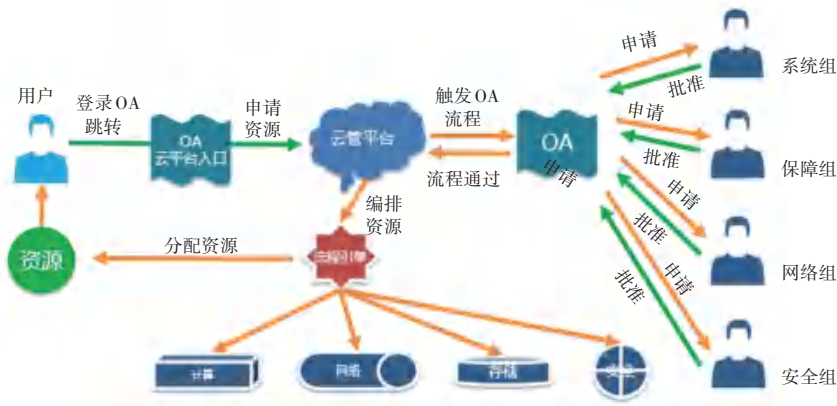 用户
登录OA
跳转
OA
云平台入口
申请
资源
云管平台
触发OA
流程
流程通过
OA
申请
申请
批准
系统组
申请
批准
保障组
申请
批准
网络组
申请
批准
安全组
编排
资源
分配资源
资源
计算
网络
存储
安全